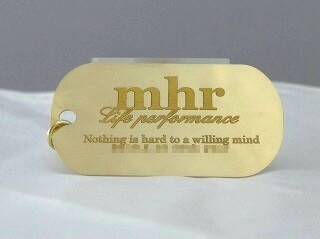 mhr
Life performance
Nothing is hard to a willing mind